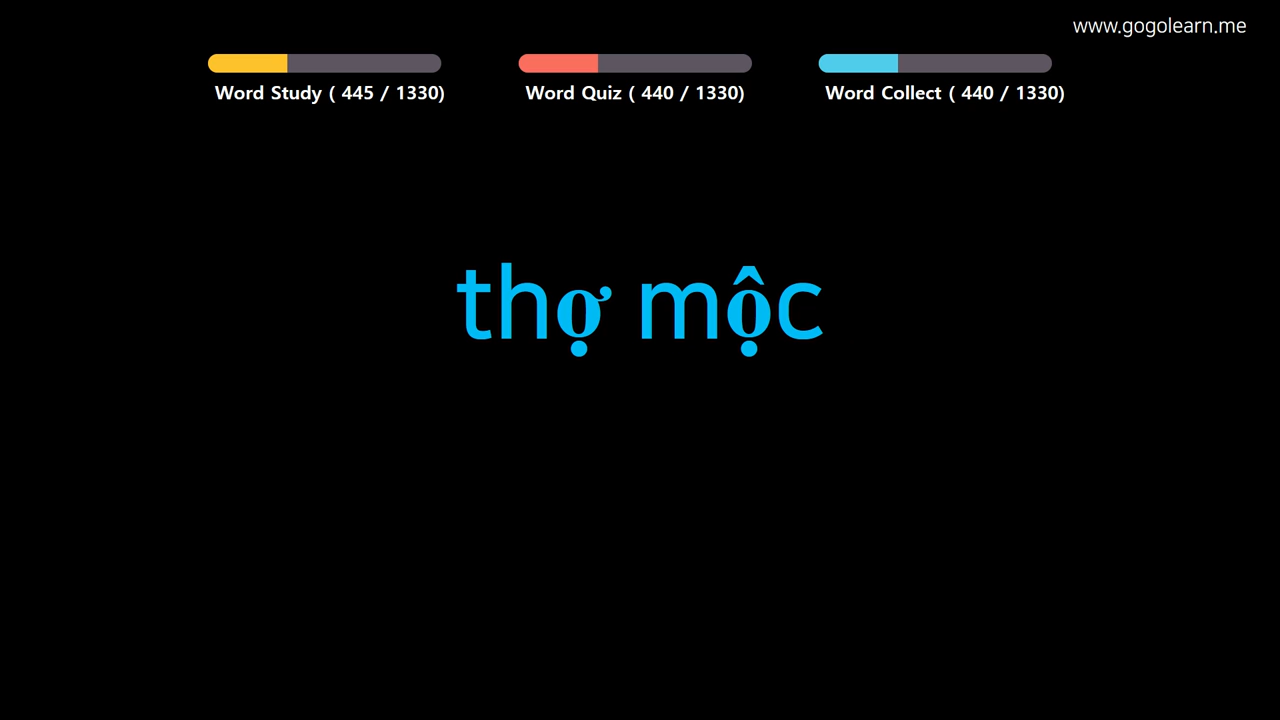 www.gogolearn.me
Word Study ( 445 / 1330)
Word Quiz ( 440 / 1330)
Word Collect ( 440 / 1330)
thợ mộc